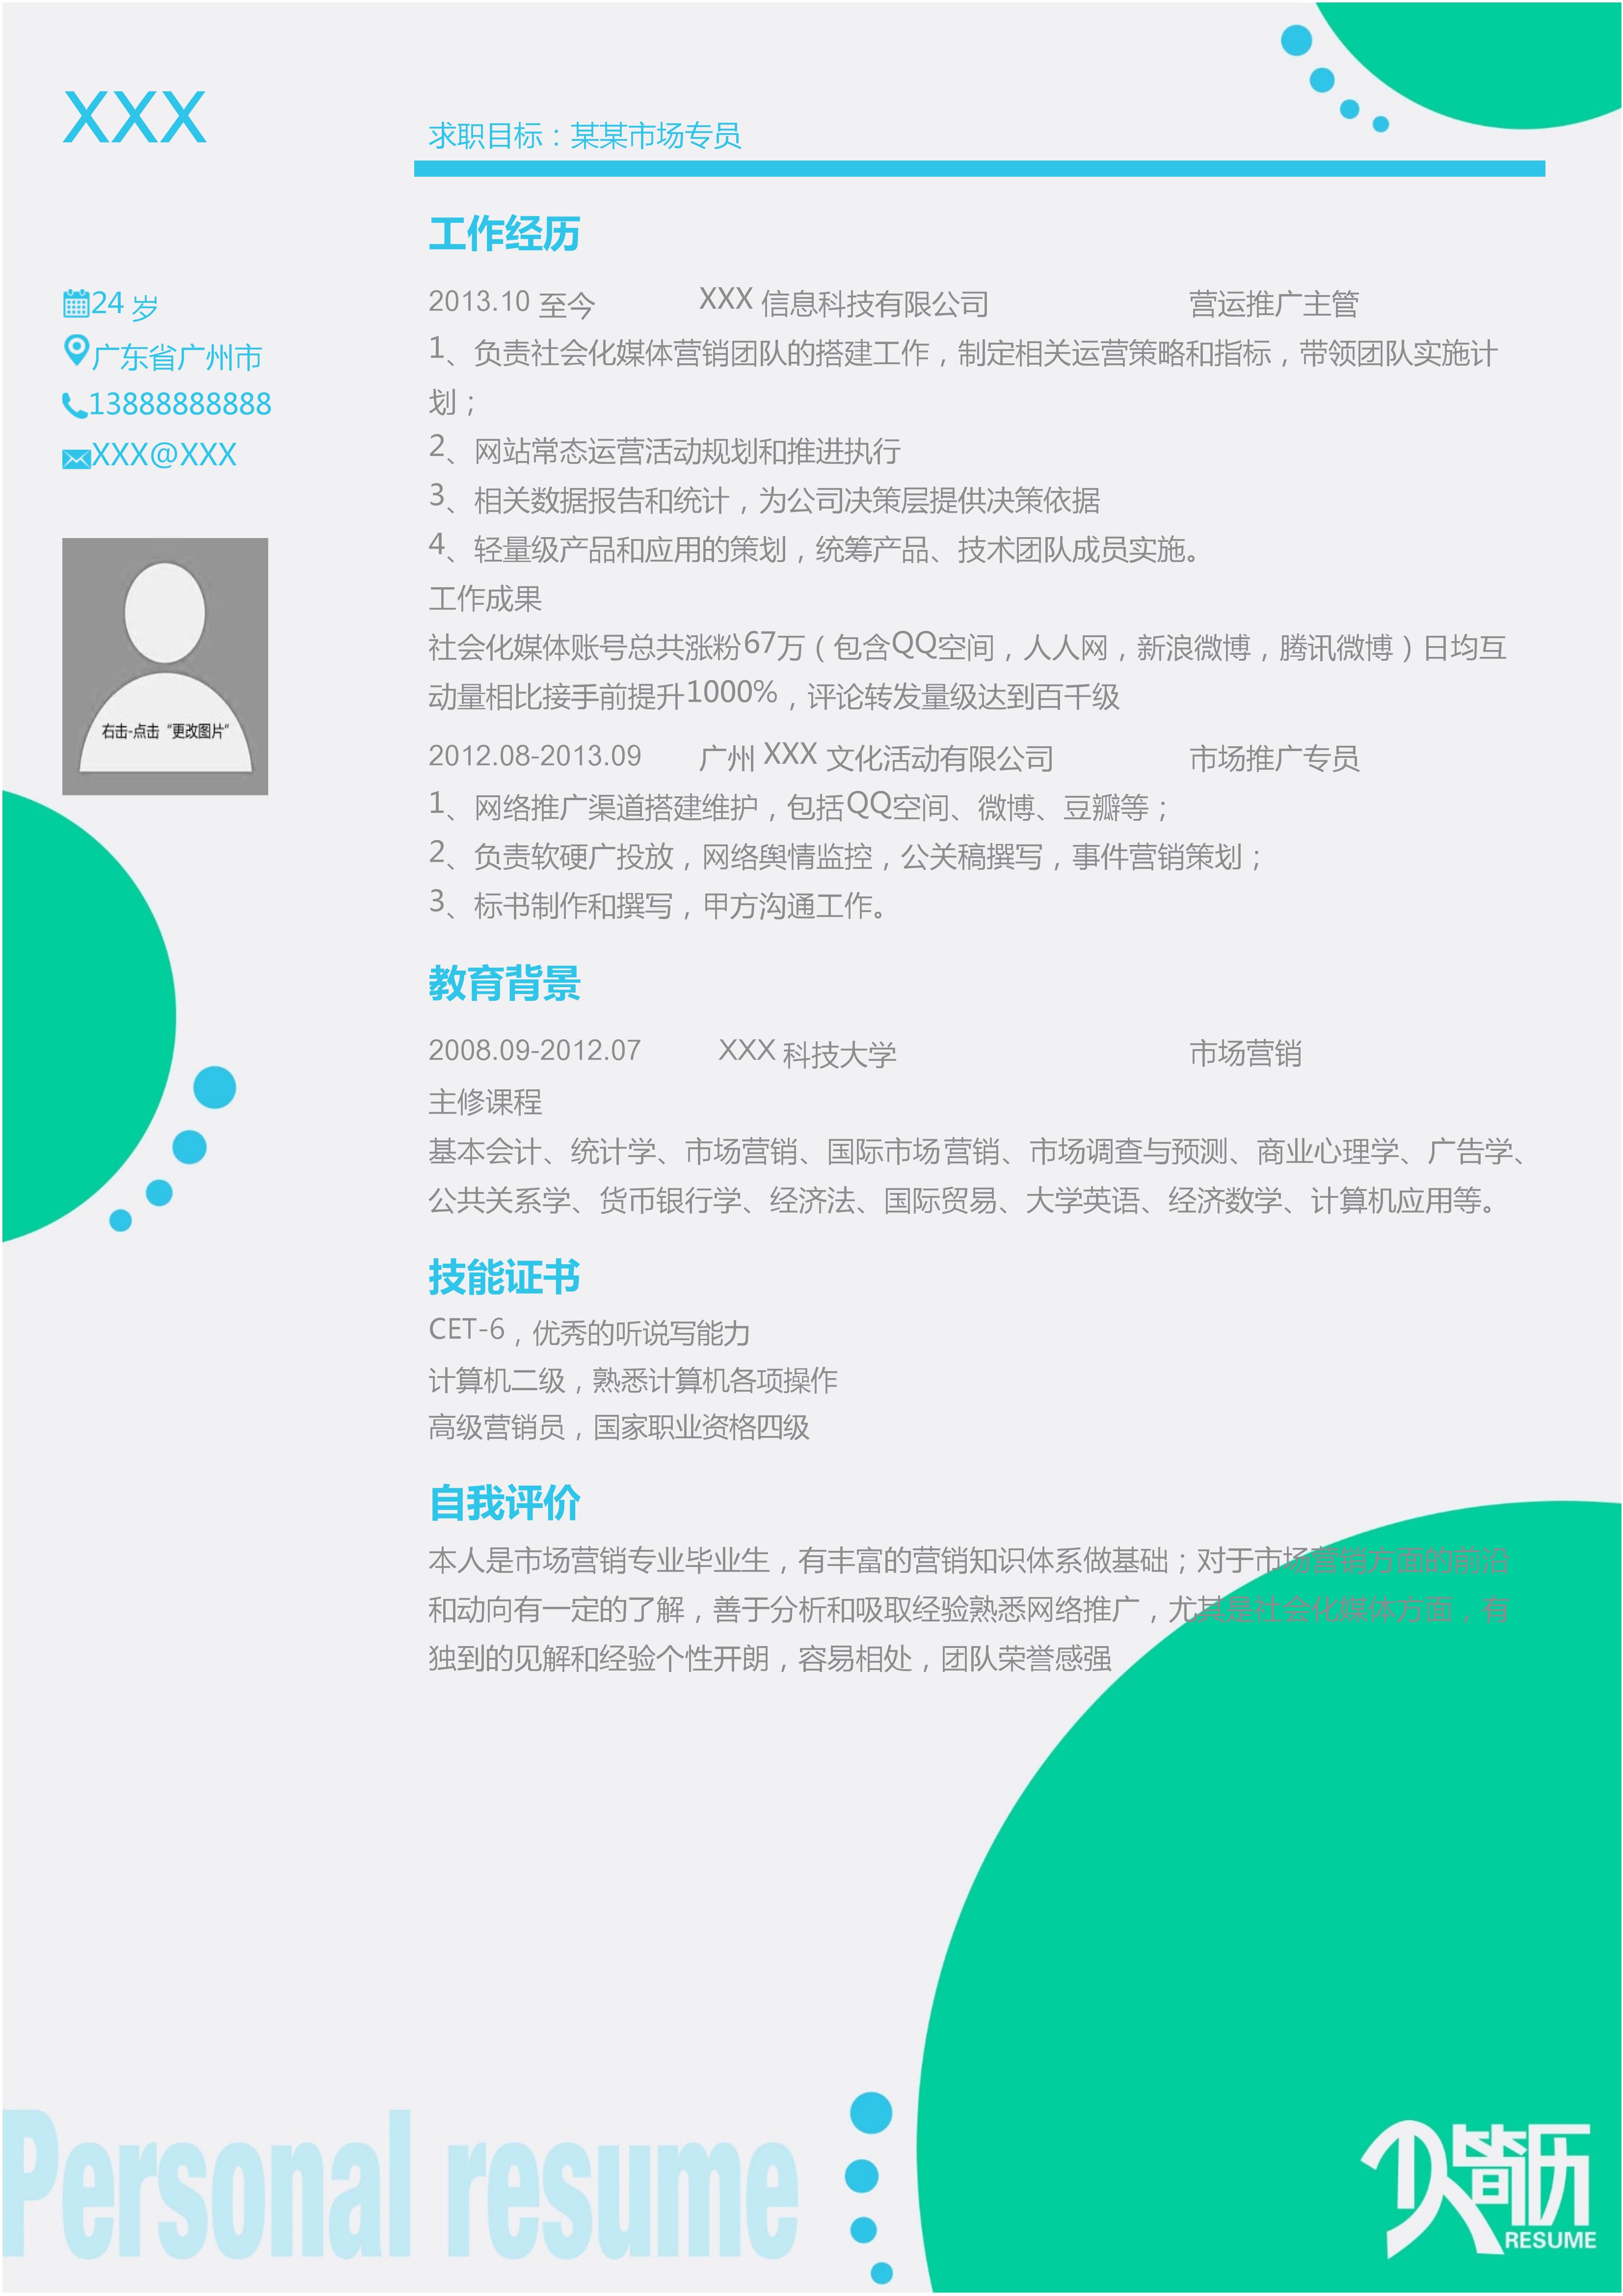 XXX
求职目标：某某市场专员
24 岁
广东省广州市
13888888888
XXX@XXX
右击-点击“更改图片”
工作经历
2013.10 至今 XXX 信息科技有限公司 营运推广主管
1、负责社会化媒体营销团队的搭建工作，制定相关运营策略和指标，带领团队实施计
划；
2、网站常态运营活动规划和推进执行
3、相关数据报告和统计，为公司决策层提供决策依据
4、轻量级产品和应用的策划，统筹产品、技术团队成员实施。
工作成果
社会化媒体账号总共涨粉67万（包含QQ空间，人人网，新浪微博，腾讯微博）日均互
动量相比接手前提升1000%，评论转发量级达到百千级
2012.08-2013.09 广州 XXX 文化活动有限公司 市场推广专员
1、网络推广渠道搭建维护，包括QQ空间、微博、豆瓣等；
2、负责软硬广投放，网络舆情监控，公关稿撰写，事件营销策划；
3、标书制作和撰写，甲方沟通工作。
教育背景
2008.09-2012.07 XXX 科技大学 市场营销
主修课程
基本会计、统计学、市场营销、国际市场营销、市场调查与预测、商业心理学、广告学、
公共关系学、货币银行学、经济法、国际贸易、大学英语、经济数学、计算机应用等。
技能证书
CET-6，优秀的听说写能力
计算机二级，熟悉计算机各项操作
高级营销员，国家职业资格四级
自我评价
本人是市场营销专业毕业生，有丰富的营销知识体系做基础；对于市场营销方面的前沿
和动向有一定的了解，善于分析和吸取经验熟悉网络推广，尤其是社会化媒体方面，有
独到的见解和经验个性开朗，容易相处，团队荣誉感强
Personal resume
简历
RESUME